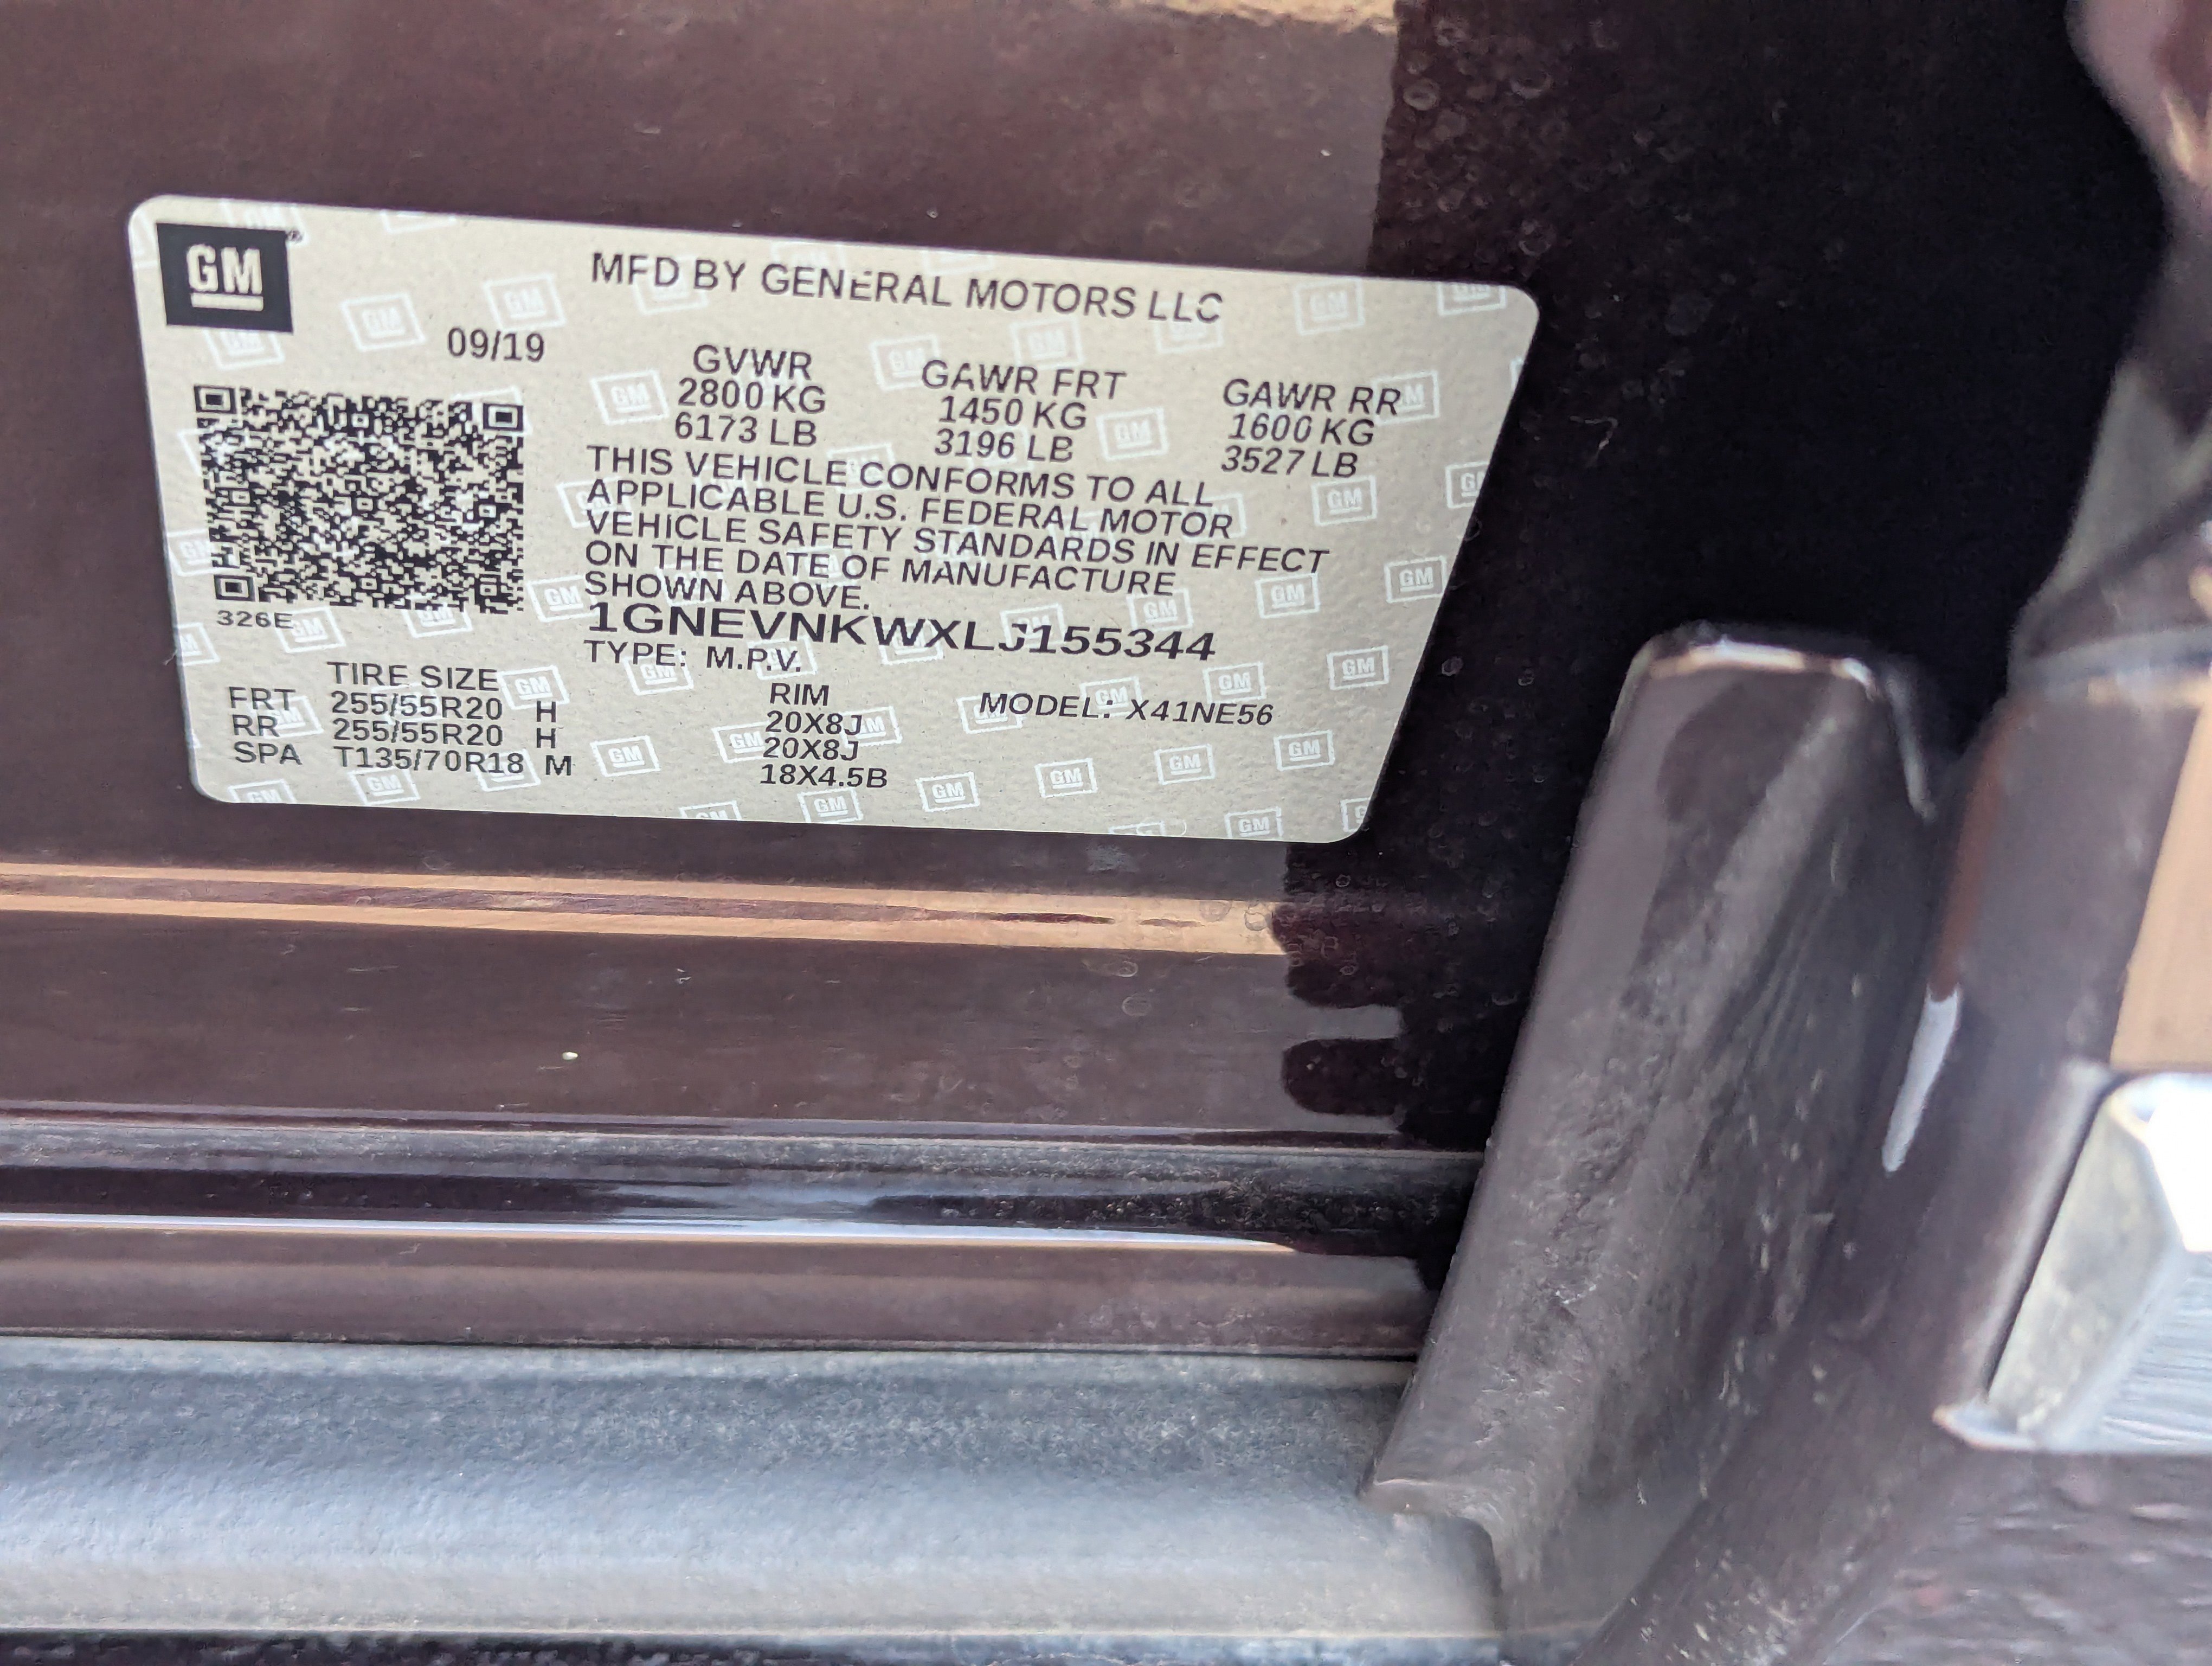 GM
MFD BY GENERAL MOTORS LLC
09/19
GVWR GAWR FRT GAWR RR
2800 KG 1450 KG 1600 KG
6173 LB 3196 LB 3527 LB
THIS VEHICLE CONFORMS TO ALL
APPLICABLE U.S. FEDERAL MOTOR
VEHICLE SAFETY STANDARDS IN EFFECT
ON THE DATE OF MANUFACTURE
SHOWN ABOVE.
326E
1GNEVNKWXLJ155344
TYPE: M.P.V.
TIRE SIZE RIM MODEL: X41NE56
FRT 255/55R20 H 20X8J
RR 255/55R20 H 20X8J
SPA T135/70R18 M 18X4.5B